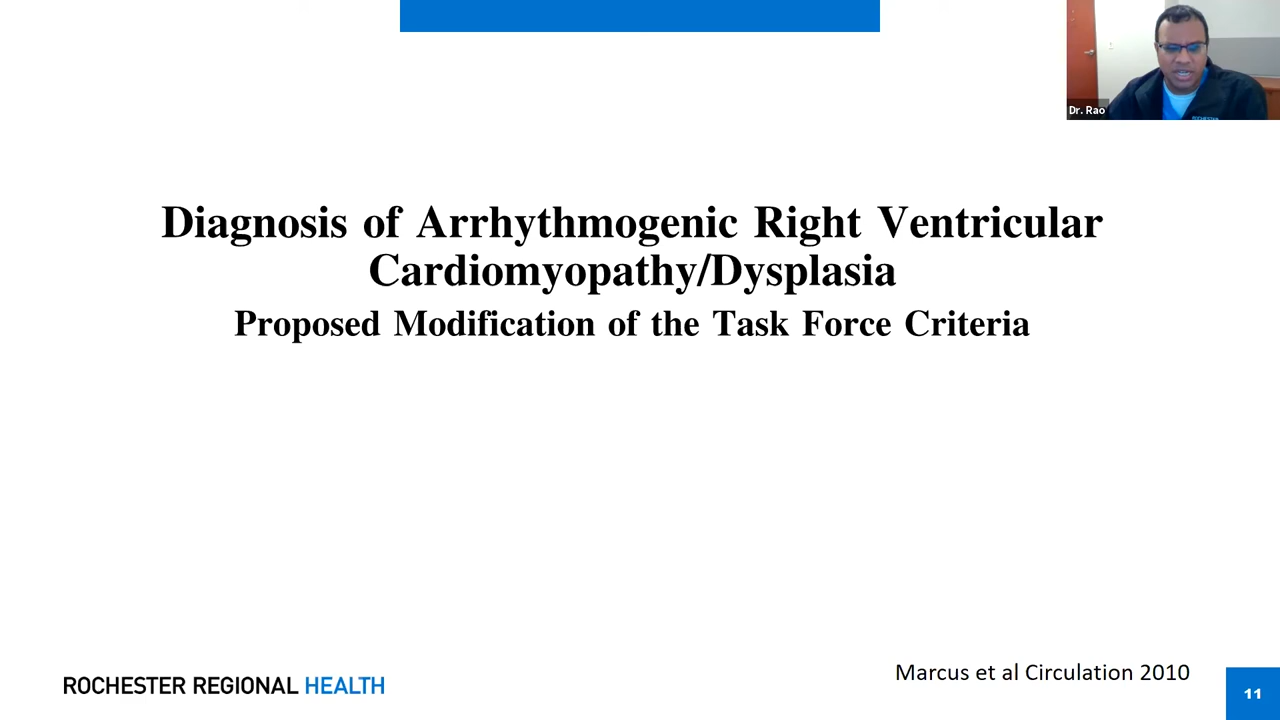 Dr. Rao
Diagnosis of Arrhythmogenic Right Ventricular
Cardiomyopathy/Dysplasia
Proposed Modification of the Task Force Criteria
Marcus et al Circulation 2010
ROCHESTER REGIONAL HEALTH
11